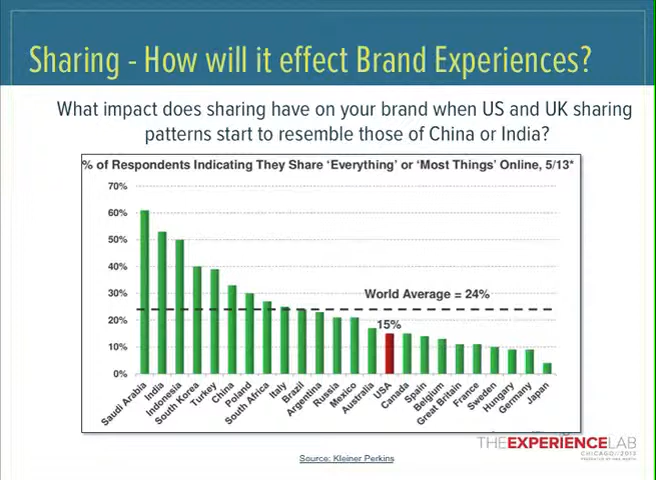 Sharing - How will it effect Brand Experiences?
What impact does sharing have on your brand when US and UK sharing
patterns start to resemble those of China or India?
% of Respondents Indicating They Share 'Everything' or 'Most Things' Online, 5/13*
70%
60%
50%
40%
30%
20%
10%
0%
World Average = 24%
15%
Saudi Arabia
India
Indonesia
South Korea
Turkey
China
Poland
South Africa
Italy
Brazil
Argentina
Russia
Mexico
Australia
USA
Canada
Spain
Belgium
Great Britain
France
Sweden
Hungary
Germany
Japan
THEEXPERIENCELAB
CHICAGO//2013
Source: Kleiner Perkins